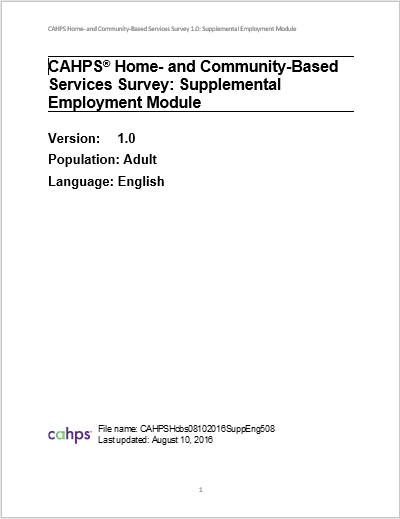 CAHPS Home- and Community-Based Services Survey 1.0: Supplemental Employment Module
CAHPS® Home- and Community-Based
Services Survey: Supplemental
Employment Module
Version: 1.0
Population: Adult
Language: English
cahps
File name: CAHPSHcbs08102016SuppEng508
Last updated: August 10, 2016
1